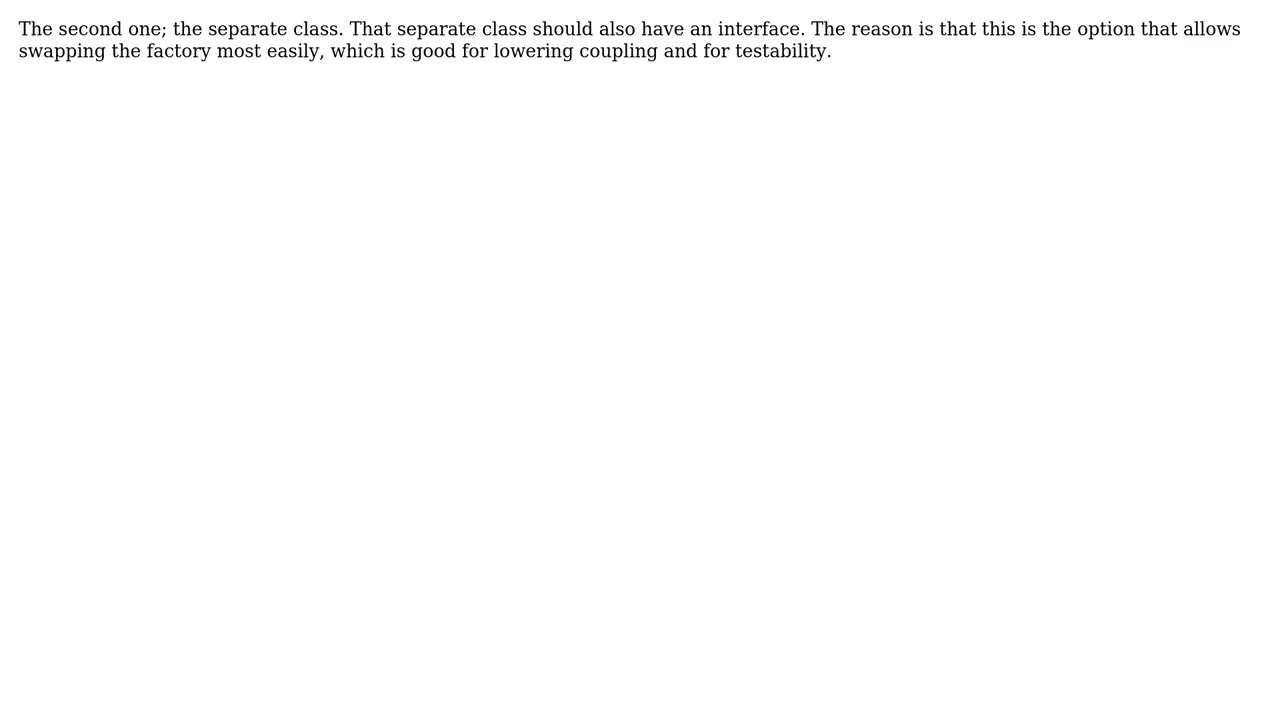 The second one; the separate class. That separate class should also have an interface. The reason is that this is the option that allows
swapping the factory most easily, which is good for lowering coupling and for testability.